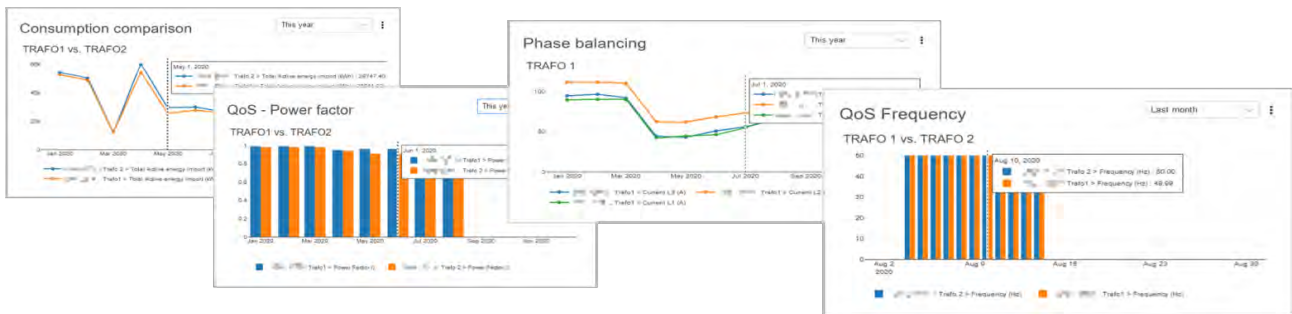 Consumption comparison
This year
TRAFO1 vs. TRAFO2
May 1, 2020
Trafo 2 > Total Active energy import (kWh) :
60K
40K
20K
Jan 2020
Mar 2020
May 2020
Trafo 2 > Total Active energy import (kW
Trafo1 > Total Active energy import (kW
QoS - Power factor
This yea
TRAFO1 vs. TRAFO2
Jun 1, 2020
Trafo1 > Power
Trafo 2 > Power
1
0.8
0.6
0.4
0.2
0
Jan 2020
Mar 2020
May 2020
Jul 2020
Sep 2020
Nov 2020
Trafo1 > Power Factor ()
Trafo 2 > Power Factor ()
Phase balancing
This year
TRAFO 1
Jul 1, 2020
100
50
0
Jan 2020
Mar 2020
May 2020
Jul 2020
Sep 2020
Trafo1 > Current L3 (A)
Trafo1 > Current L2 (
Trafo1 > Current L1 (A)
QoS Frequency
Last month
TRAFO 1 vs. TRAFO 2
Aug 10, 2020
Trafo 2 > Frequency (Hz) : 50.00
Trafo1 > Frequency (Hz) : 49.99
50
40
30
20
10
0
Aug 2
2020
Aug 9
Aug 16
Aug 23
Aug 30
Trafo 2 > Frequency (Hz)
Trafo1 > Frequency (Hz)